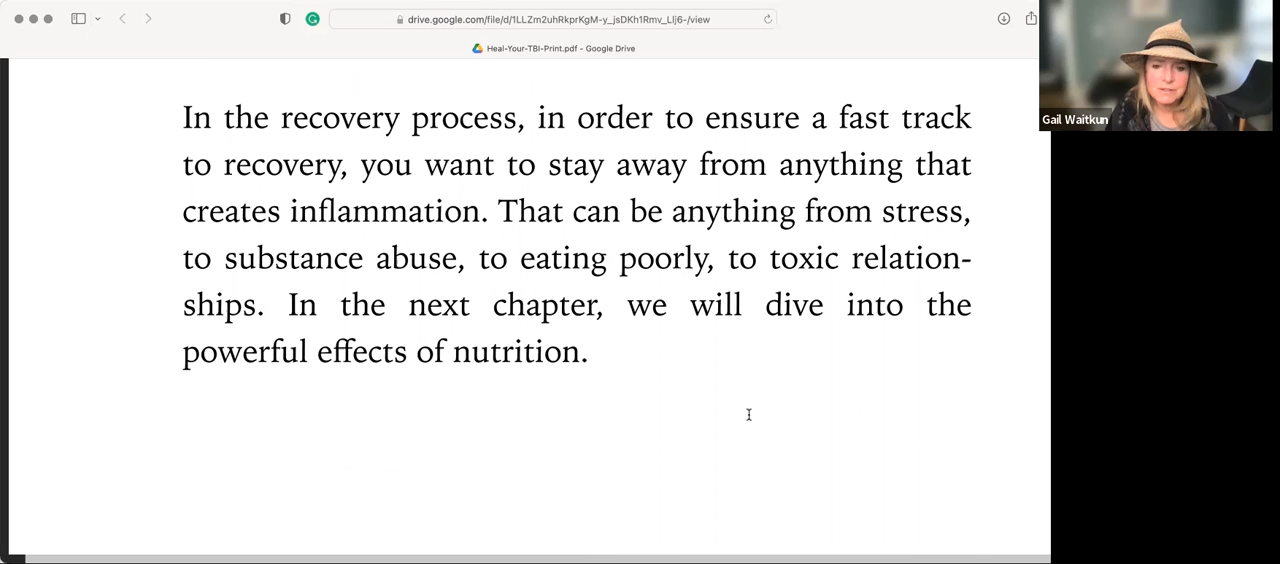 drive.google.com/file/d/1LLZm2uhRkprKgM-y_jsDKh1Rmv_LIj6-/view
Heal-Your-TBI-Print.pdf - Google Drive
Gail Waitkun
In the recovery process, in order to ensure a fast track
to recovery, you want to stay away from anything that
creates inflammation. That can be anything from stress,
to substance abuse, to eating poorly, to toxic relation-
ships. In the next chapter, we will dive into the
powerful effects of nutrition.